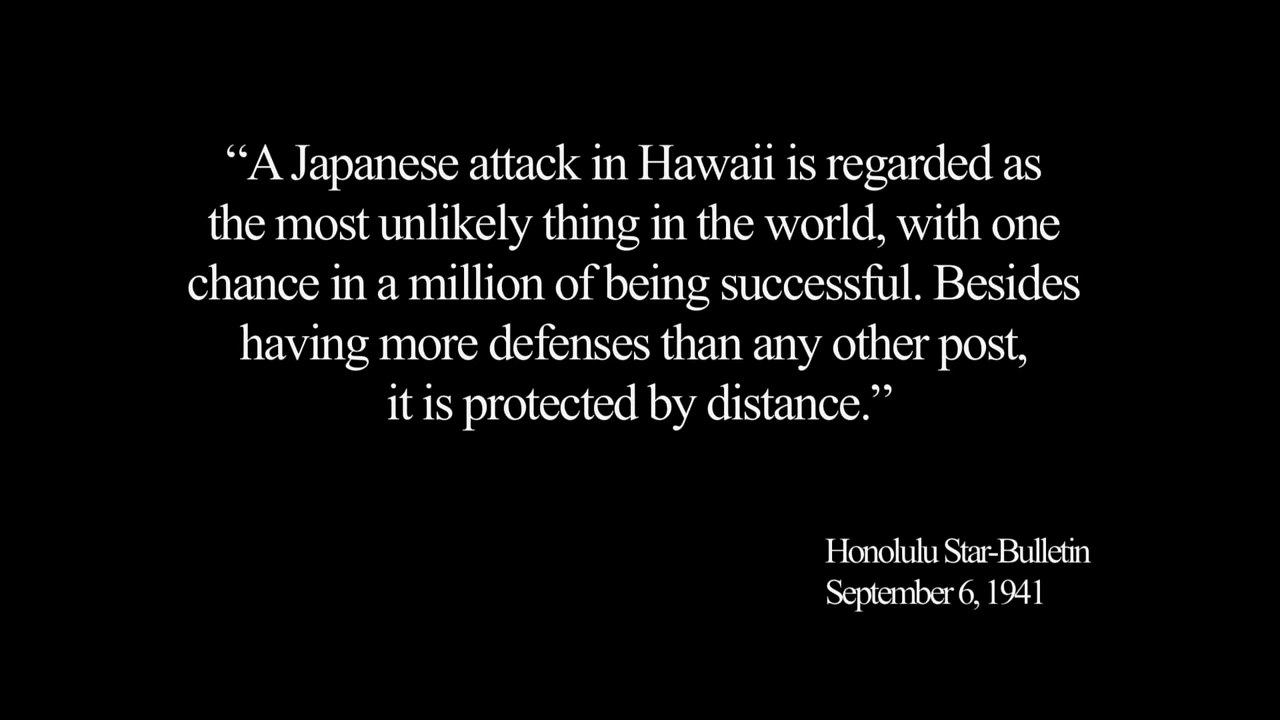 “A Japanese attack in Hawaii is regarded as
the most unlikely thing in the world, with one
chance in a million of being successful. Besides
having more defenses than any other post,
it is protected by distance.”
Honolulu Star-Bulletin
September 6, 1941